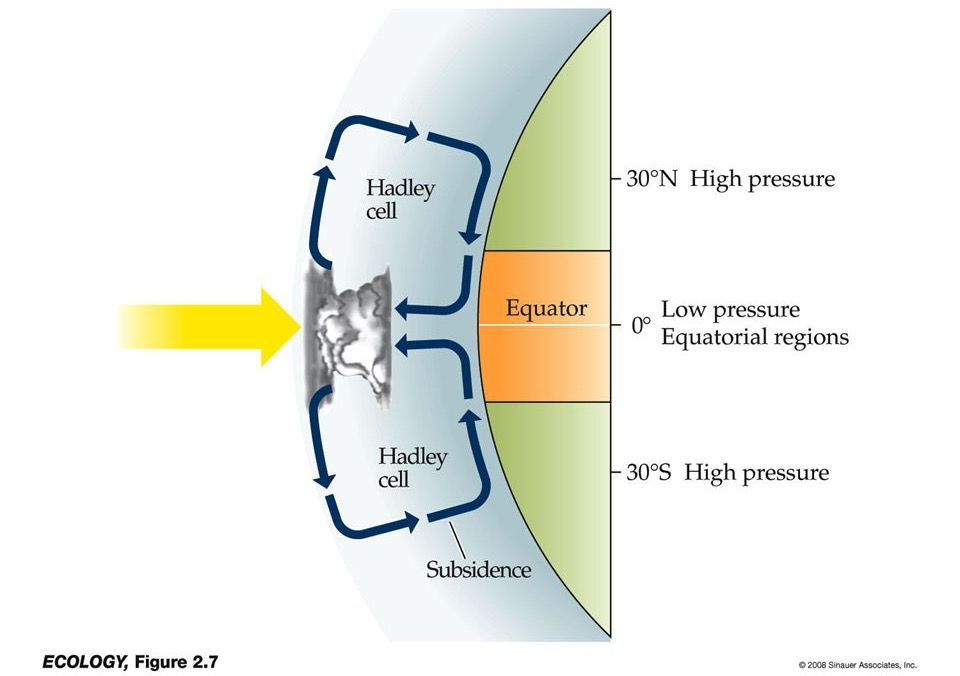 Hadley
cell
30°N High pressure
Equator
0°
Low pressure
Equatorial regions
Hadley
cell
30°S High pressure
Subsidence
ECOLOGY, Figure 2.7
© 2008 Sinauer Associates, Inc.